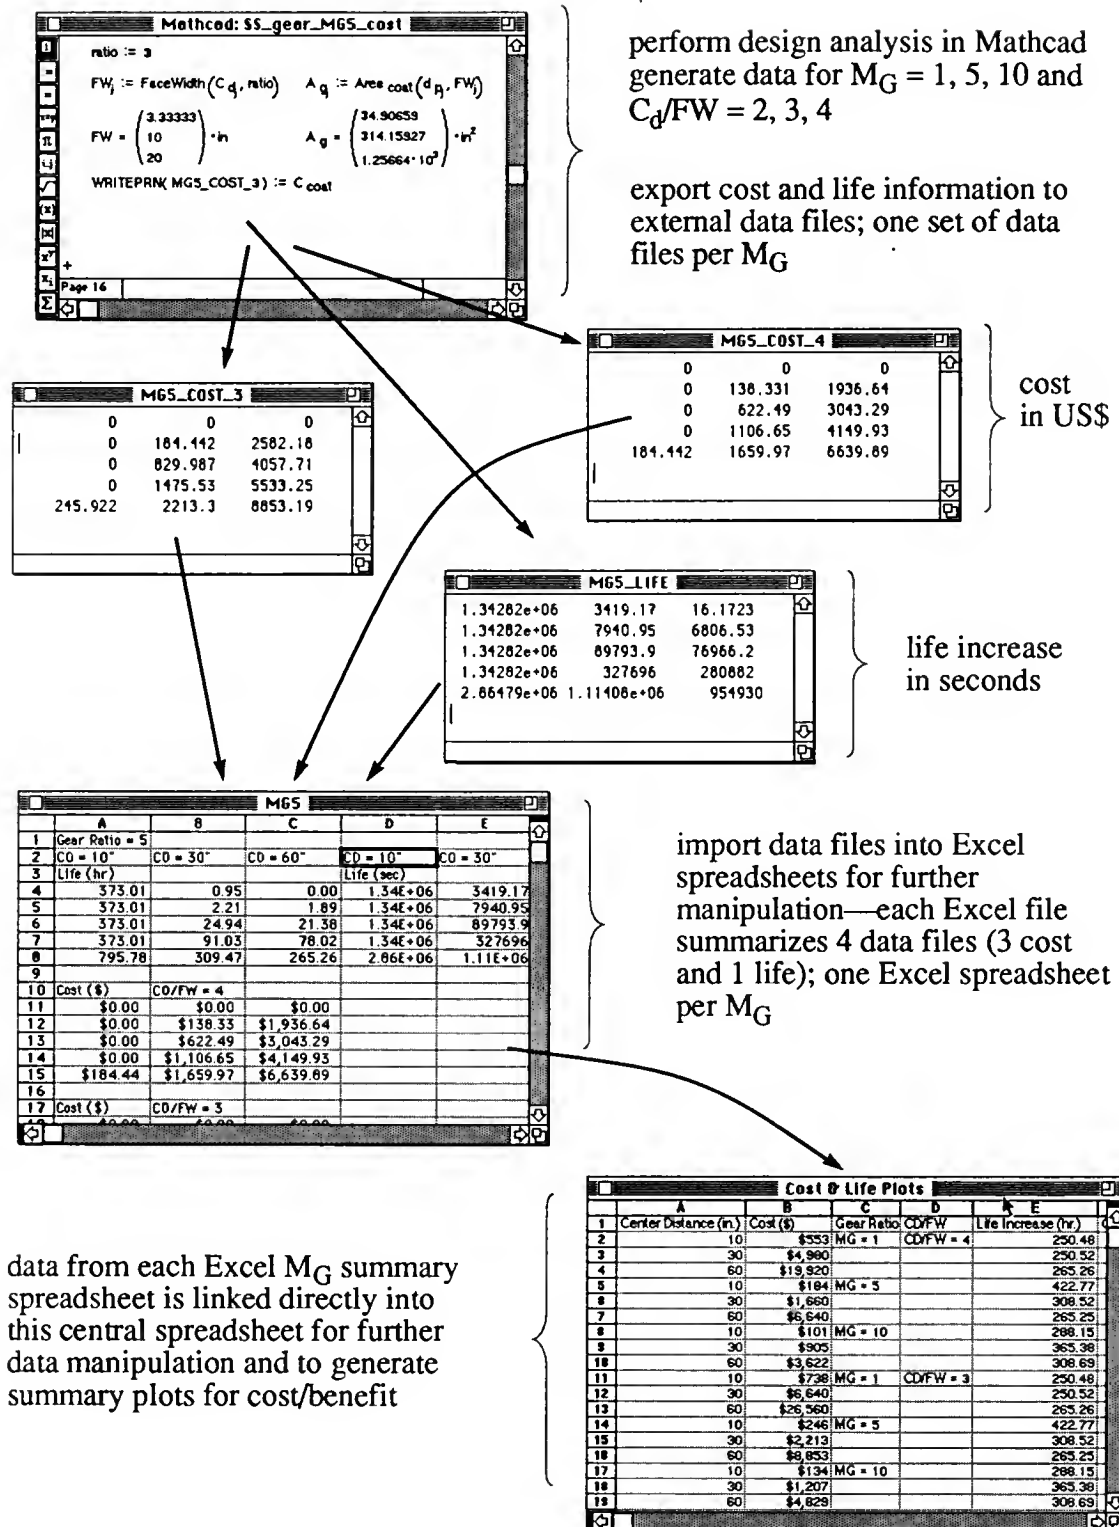 Mathcad: SS_gear_MG5_cost
ratio := 3
FWj := FaceWidth(Cd, ratio) Ag := Area cost(dp, FWj)
FW = (3.33333 10 20) ·in Ag = (34.90659 314.15927 1.25664·10³) ·in²
WRITEPRN( MG5_COST_3) := C cost
+
Page 16
perform design analysis in Mathcad
generate data for MG = 1, 5, 10 and
Cd/FW = 2, 3, 4
export cost and life information to
external data files; one set of data
files per MG
MG5_COST_3
0 0 0
0 184.442 2582.18
0 829.987 4057.71
0 1475.53 5533.25
245.922 2213.3 8853.19
MG5_COST_4
0 0 0
0 138.331 1936.64
0 622.49 3043.29
0 1106.65 4149.93
184.442 1659.97 6639.89
cost
in US$
MG5_LIFE
1.34282e+06 3419.17 16.1723
1.34282e+06 7940.95 6806.53
1.34282e+06 89793.9 76966.2
1.34282e+06 327696 280882
2.86479e+06 1.11408e+06 954930
life increase
in seconds
MG5
A B C D E
1 Gear Ratio = 5
2 CD = 10" CD = 30" CD = 60" CD = 10" CD = 30"
3 Life (hr) Life (sec)
4 373.01 0.95 0.00 1.34E+06 3419.17
5 373.01 2.21 1.89 1.34E+06 7940.95
6 373.01 24.94 21.38 1.34E+06 89793.9
7 373.01 91.03 78.02 1.34E+06 327696
8 795.78 309.47 265.26 2.86E+06 1.11E+06
9
10 Cost ($) CD/FW = 4
11 $0.00 $0.00 $0.00
12 $0.00 $138.33 $1,936.64
13 $0.00 $622.49 $3,043.29
14 $0.00 $1,106.65 $4,149.93
15 $184.44 $1,659.97 $6,639.89
16
17 Cost ($) CD/FW = 3
import data files into Excel
spreadsheets for further
manipulation—each Excel file
summarizes 4 data files (3 cost
and 1 life); one Excel spreadsheet
per MG
data from each Excel MG summary
spreadsheet is linked directly into
this central spreadsheet for further
data manipulation and to generate
summary plots for cost/benefit
Cost & Life Plots
A B C D E
1 Center Distance (in.) Cost ($) Gear Ratio CD/FW Life Increase (hr.)
2 10 $553 MG = 1 CD/FW = 4 250.48
3 30 $4,980 250.52
4 60 $19,920 265.26
5 10 $184 MG = 5 422.77
6 30 $1,660 308.52
7 60 $6,640 265.25
8 10 $101 MG = 10 288.15
9 30 $905 365.38
10 60 $3,622 308.69
11 10 $738 MG = 1 CD/FW = 3 250.48
12 30 $6,640 250.52
13 60 $26,560 265.26
14 10 $246 MG = 5 422.77
15 30 $2,213 308.52
16 60 $8,853 265.25
17 10 $134 MG = 10 288.15
18 30 $1,207 365.38
19 60 $4,829 308.69